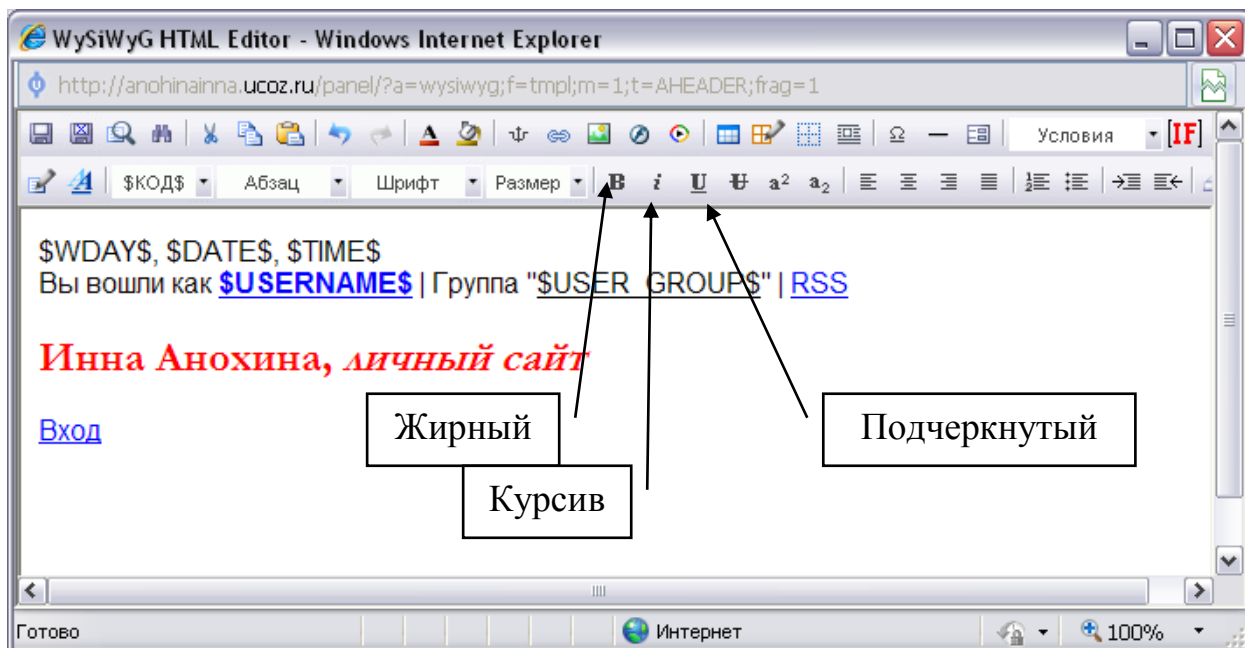 WySiWyG HTML Editor - Windows Internet Explorer
http://anohinainna.ucoz.ru/panel/?a=wysiwyg;f=tmpl;m=1;t=AHEADER;frag=1
Ω Условия [IF]
$КОД$ Абзац Шрифт Размер B i U U a² a₂
$WDAY$, $DATE$, $TIME$
Вы вошли как $USERNAME$ | Группа "$USER_GROUP$" | RSS
Инна Анохина, личный сайт
Вход
Жирный
Подчеркнутый
Курсив
Готово Интернет 100%